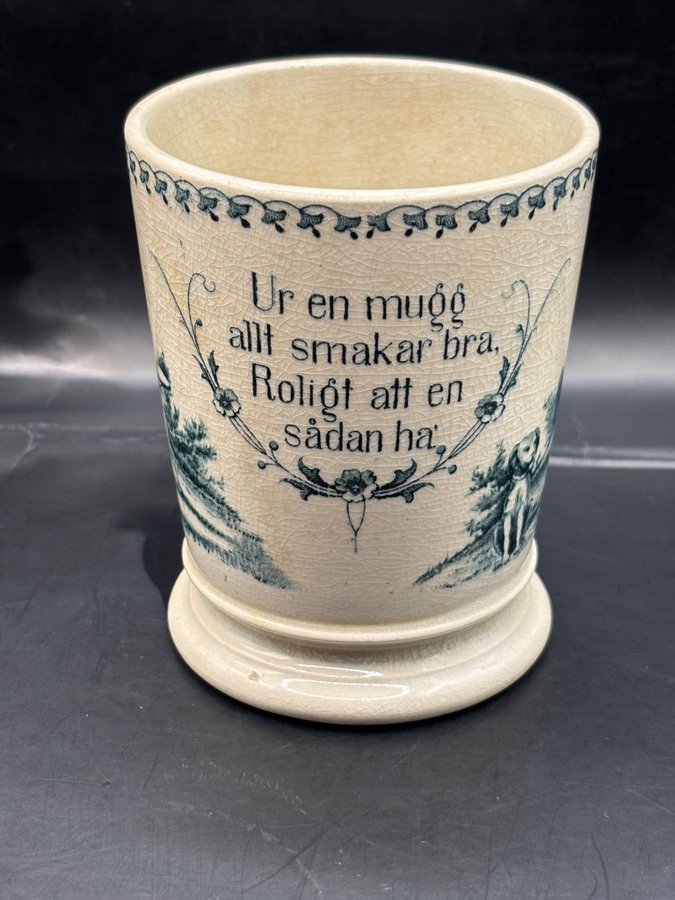 Ur en mugg
allt smakar bra,
Roligt att en
sådan ha.